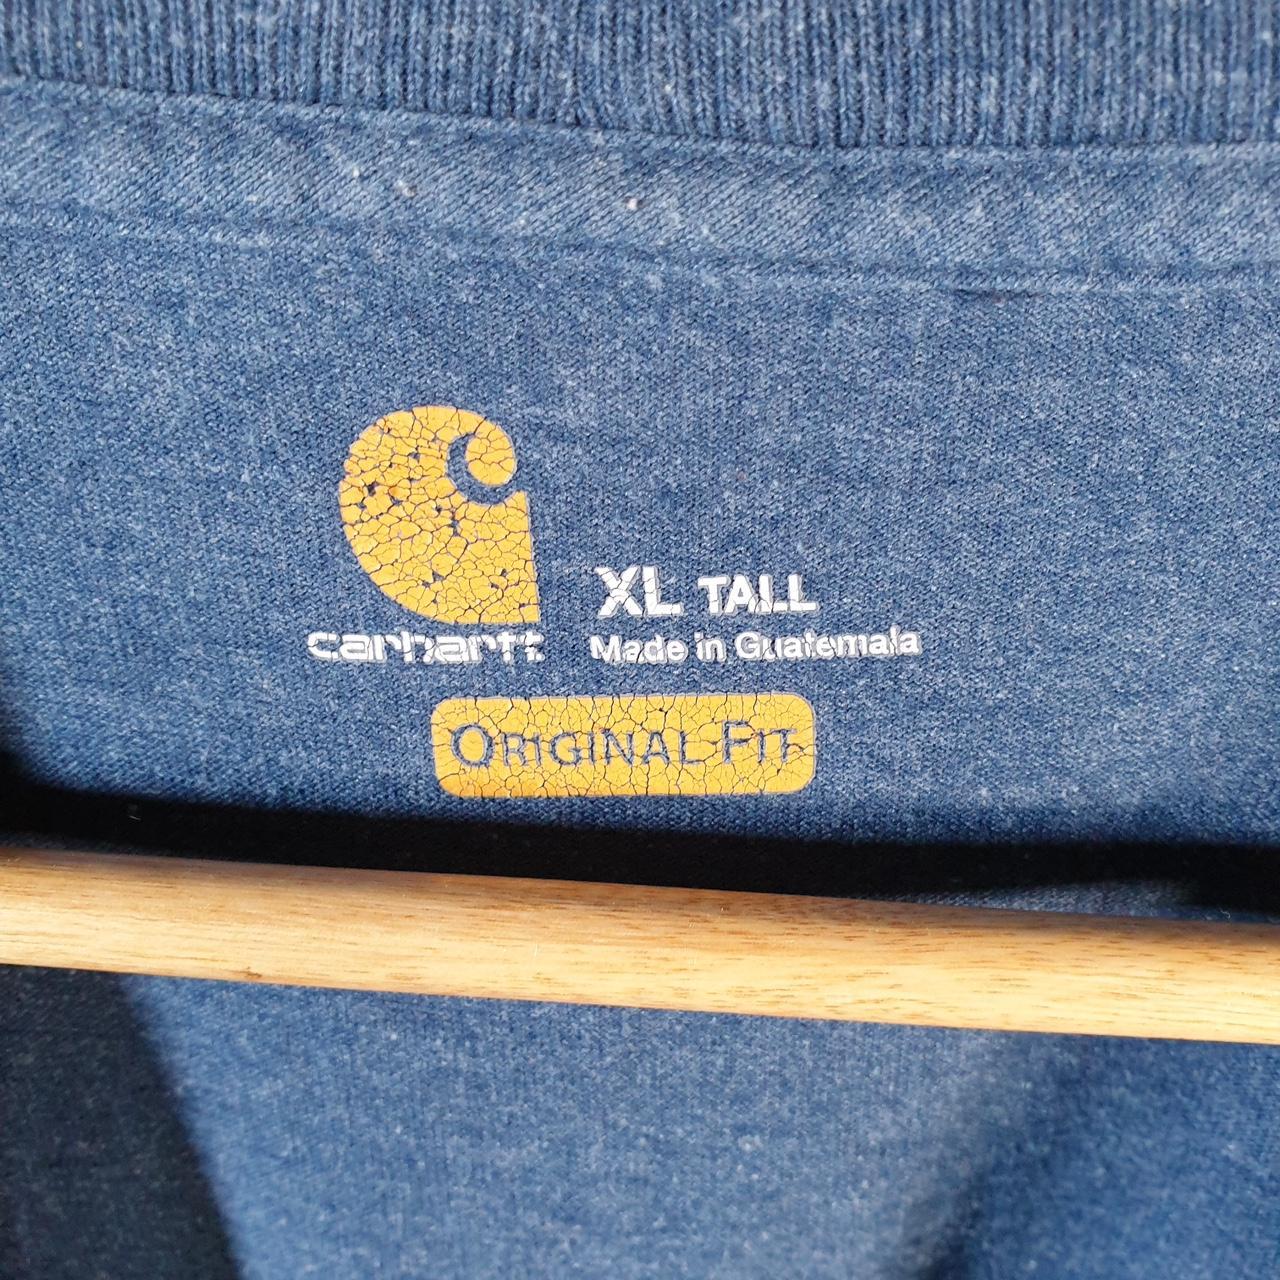 XL TALL
carhartt Made in Guatemala
ORIGINAL FIT